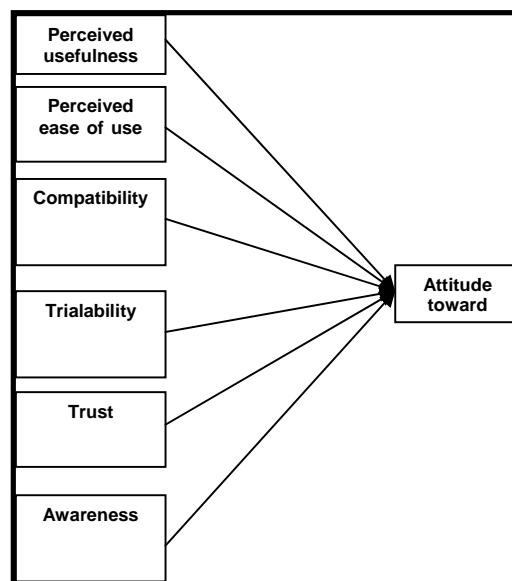 Perceived
usefulness
Perceived
ease of use
Compatibility
Trialability
Trust
Awareness
Attitude
toward